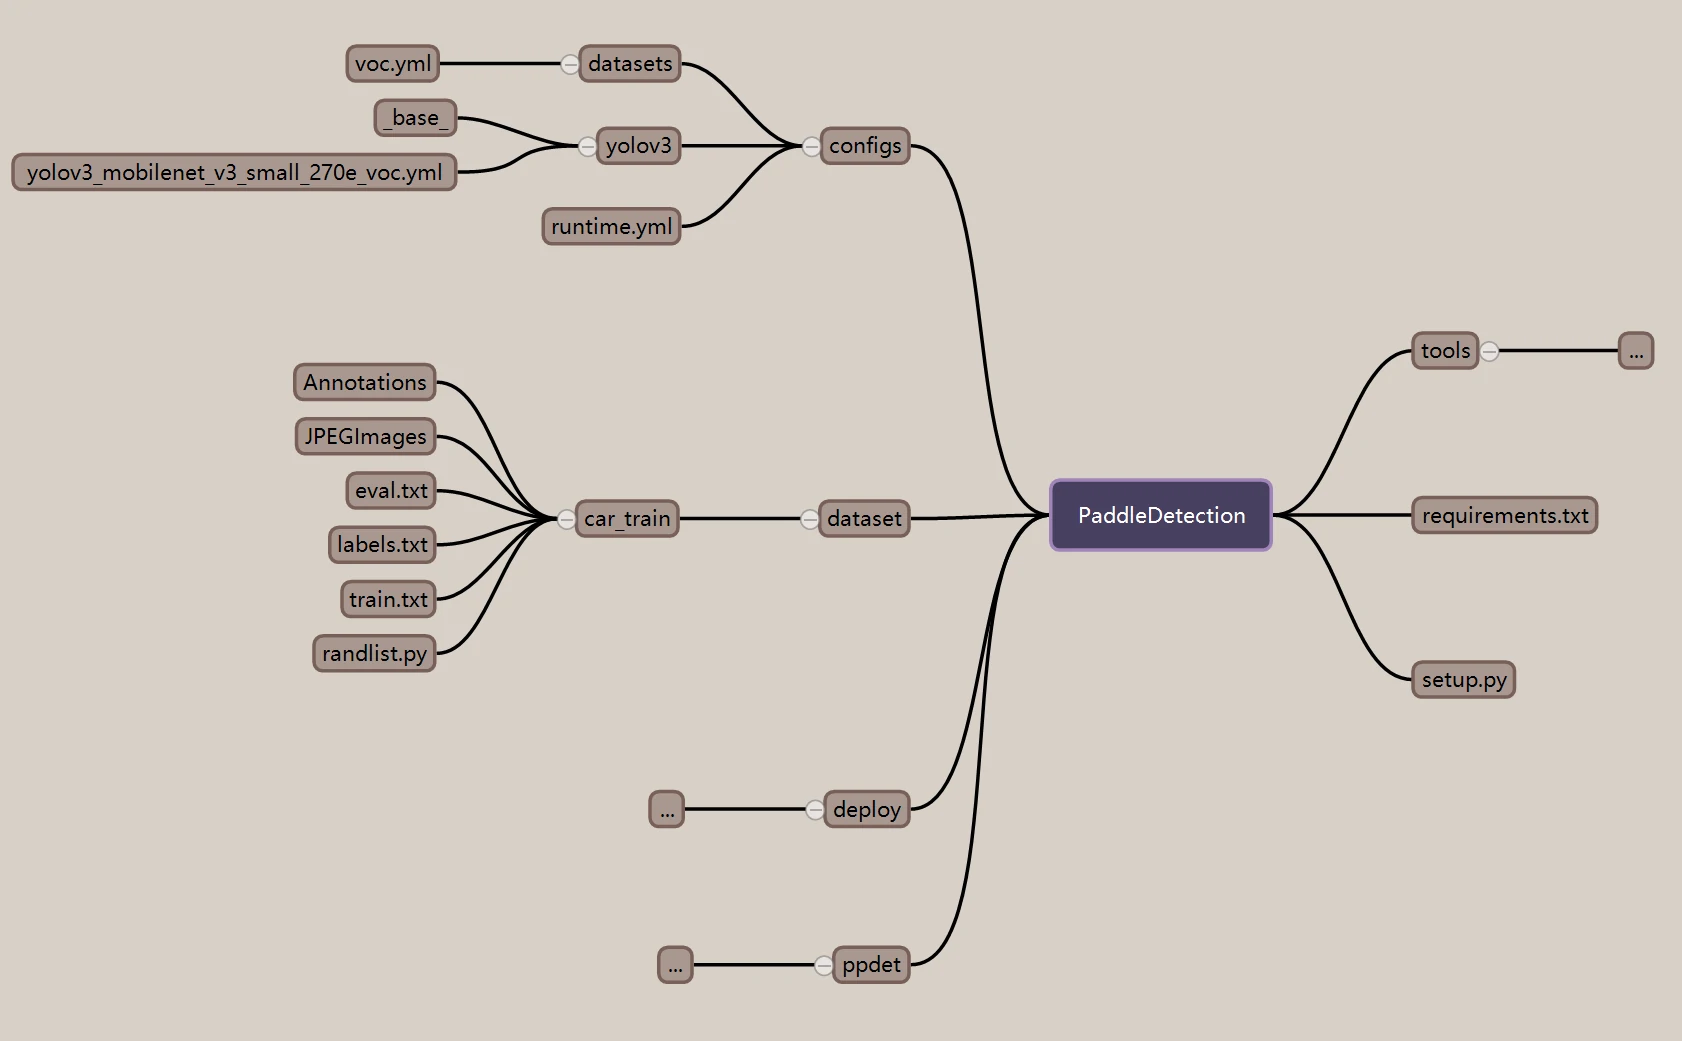 voc.yml
datasets
_base_
yolov3
configs
yolov3_mobilenet_v3_small_270e_voc.yml
runtime.yml
Annotations
JPEGImages
eval.txt
labels.txt
train.txt
randlist.py
car_train
dataset
...
deploy
...
ppdet
PaddleDetection
tools
...
requirements.txt
setup.py